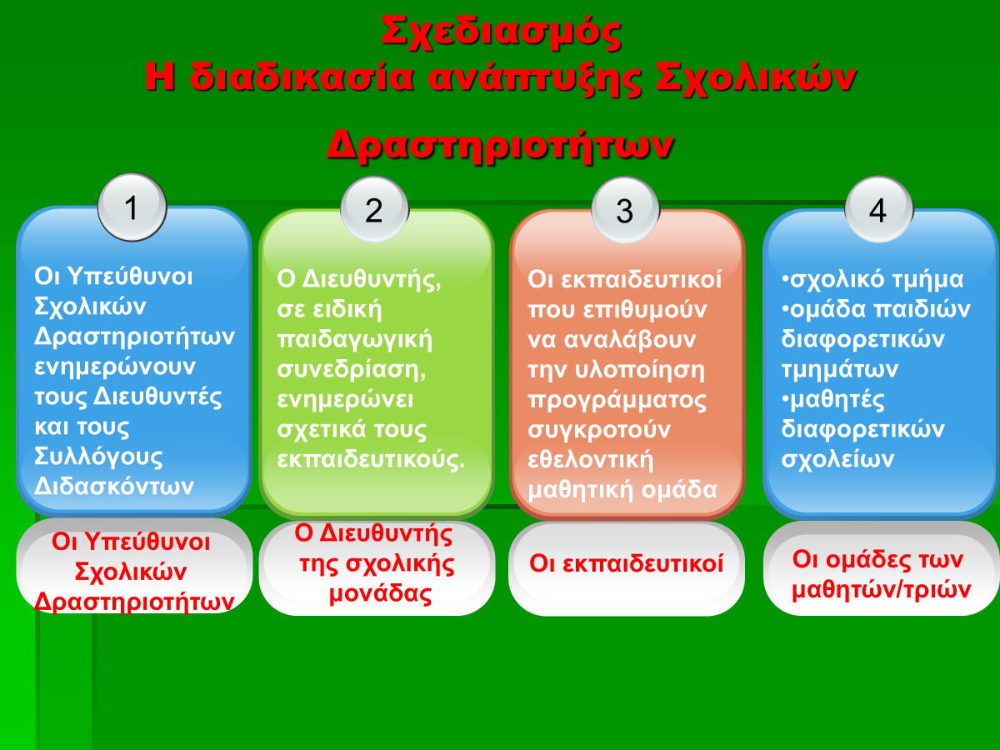 Σχεδιασμός
Η διαδικασία ανάπτυξης Σχολικών
Δραστηριοτήτων
1
Οι Υπεύθυνοι
Σχολικών
Δραστηριοτήτων
ενημερώνουν
τους Διευθυντές
και τους
Συλλόγους
Διδασκόντων
Οι Υπεύθυνοι
Σχολικών
Δραστηριοτήτων
2
Ο Διευθυντής,
σε ειδική
παιδαγωγική
συνεδρίαση,
ενημερώνει
σχετικά τους
εκπαιδευτικούς.
Ο Διευθυντής
της σχολικής
μονάδας
3
Οι εκπαιδευτικοί
που επιθυμούν
να αναλάβουν
την υλοποίηση
προγράμματος
συγκροτούν
εθελοντική
μαθητική ομάδα
Οι εκπαιδευτικοί
4
•σχολικό τμήμα
•ομάδα παιδιών
διαφορετικών
τμημάτων
•μαθητές
διαφορετικών
σχολείων
Οι ομάδες των
μαθητών/τριών